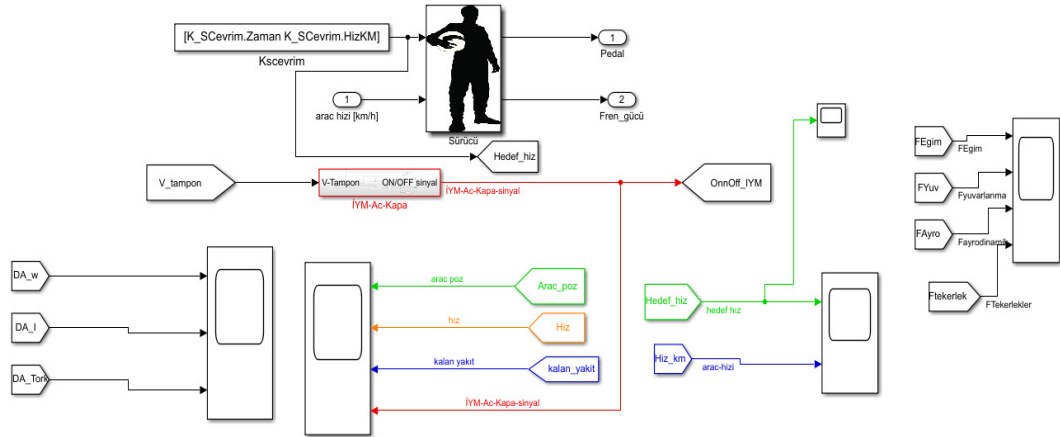 [K_SCevrim.Zaman K_SCevrim.HizKM]
Kscevrim
1
arac hizi [km/h]
Sürücü
1
Pedal
2
Fren_gücü
Hedef_hiz
V_tampon
V-Tampon
ON/OFF_sinyal
İYM-Ac-Kapa
İYM-Ac-Kapa-sinyal
OnnOff_IYM
FEgim
FEgim
FYuv
Fyuvarlanma
FAyro
Fayrodinamik
Ftekerlek
FTekerlekler
DA_w
DA_I
DA_Tork
arac poz
Arac_poz
hız
Hiz
kalan yakıt
kalan_yakit
İYM-Ac-Kapa-sinyal
Hedef_hiz
hedef hız
Hiz_km
arac-hizi